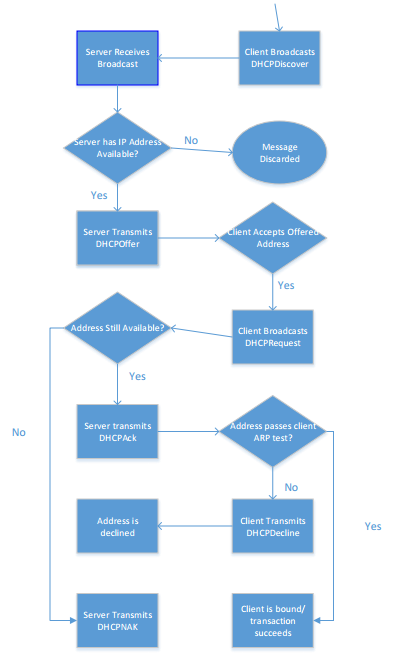 Server Receives
Broadcast
Client Broadcasts
DHCPDiscover
Server has IP Address
Available?
No
Message
Discarded
Yes
Server Transmits
DHCPOffer
Client Accepts Offered
Address
Yes
Address Still Available?
Client Broadcasts
DHCPRequest
Yes
No
Server transmits
DHCPAck
Address passes client
ARP test?
No
Yes
Address is
declined
Client Transmits
DHCPDecline
Server Transmits
DHCPNAK
Client is bound/
transaction
succeeds